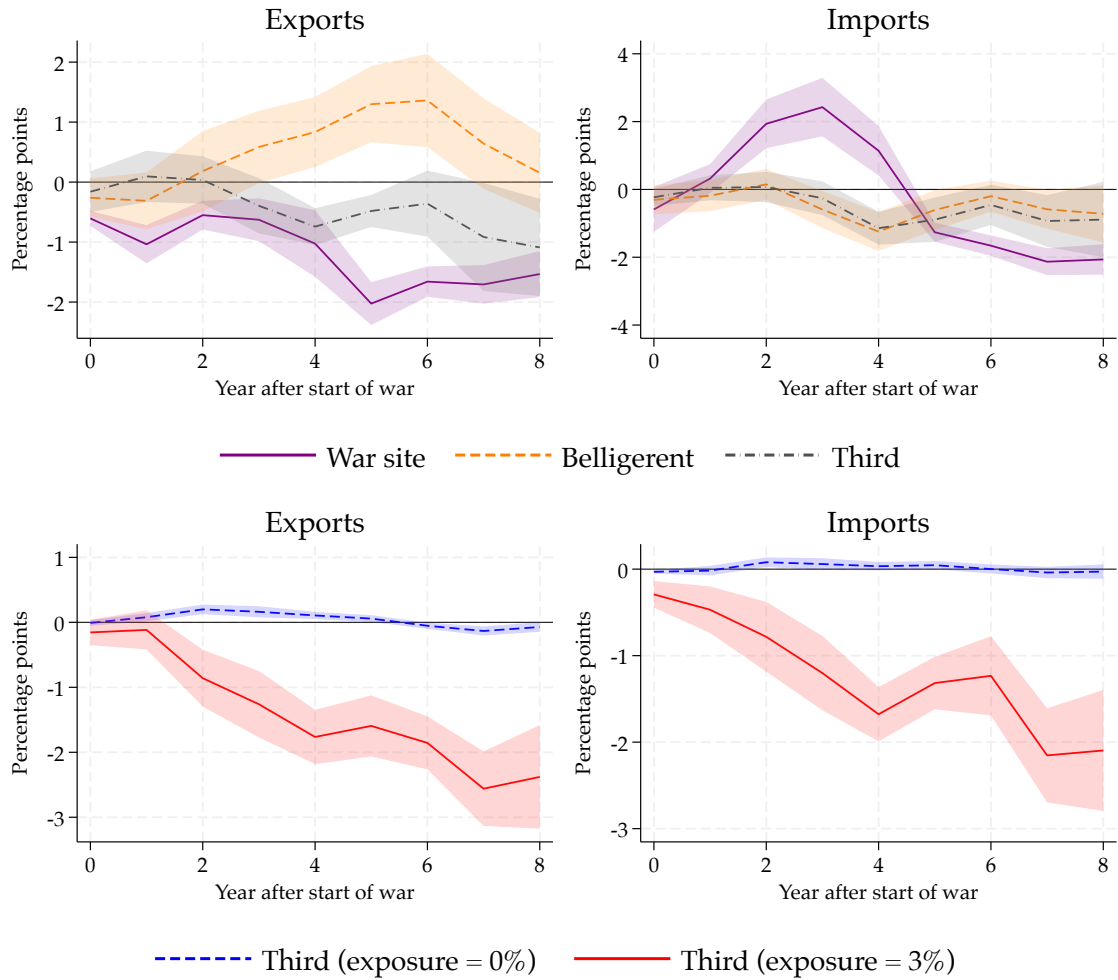 Exports
Percentage points
2
1
0
-1
-2
0 2 4 6 8
Year after start of war
Imports
Percentage points
4
2
0
-2
-4
0 2 4 6 8
Year after start of war
War site Belligerent Third
Exports
Percentage points
1
0
-1
-2
-3
0 2 4 6 8
Year after start of war
Imports
Percentage points
0
-1
-2
-3
0 2 4 6 8
Year after start of war
Third (exposure = 0%) Third (exposure = 3%)